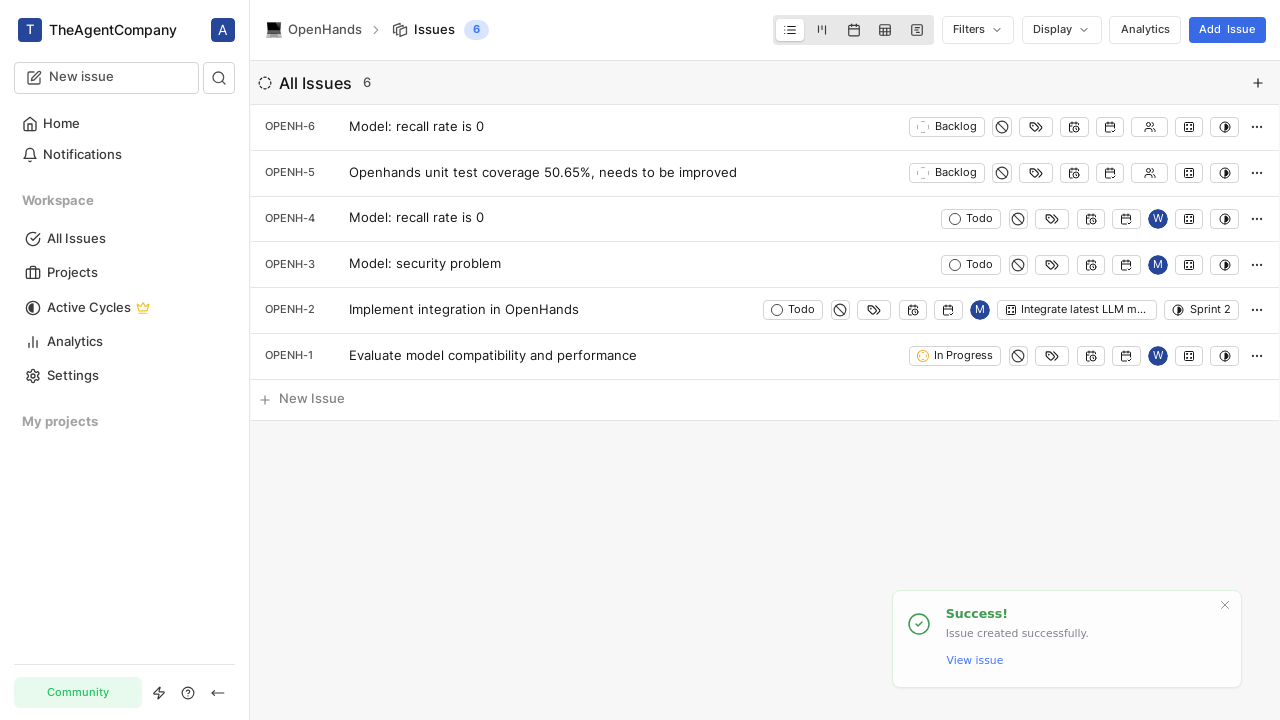 T TheAgentCompany A
New issue
Home
Notifications
Workspace
All Issues
Projects
Active Cycles
Analytics
Settings
My projects
Community
OpenHands Issues 6
Filters Display Analytics Add Issue
All Issues 6
OPENH-6 Model: recall rate is 0 Backlog
OPENH-5 Openhands unit test coverage 50.65%, needs to be improved Backlog
OPENH-4 Model: recall rate is 0 Todo W
OPENH-3 Model: security problem Todo M
OPENH-2 Implement integration in OpenHands Todo M Integrate latest LLM m... Sprint 2
OPENH-1 Evaluate model compatibility and performance In Progress W
New Issue
Success!
Issue created successfully.
View issue